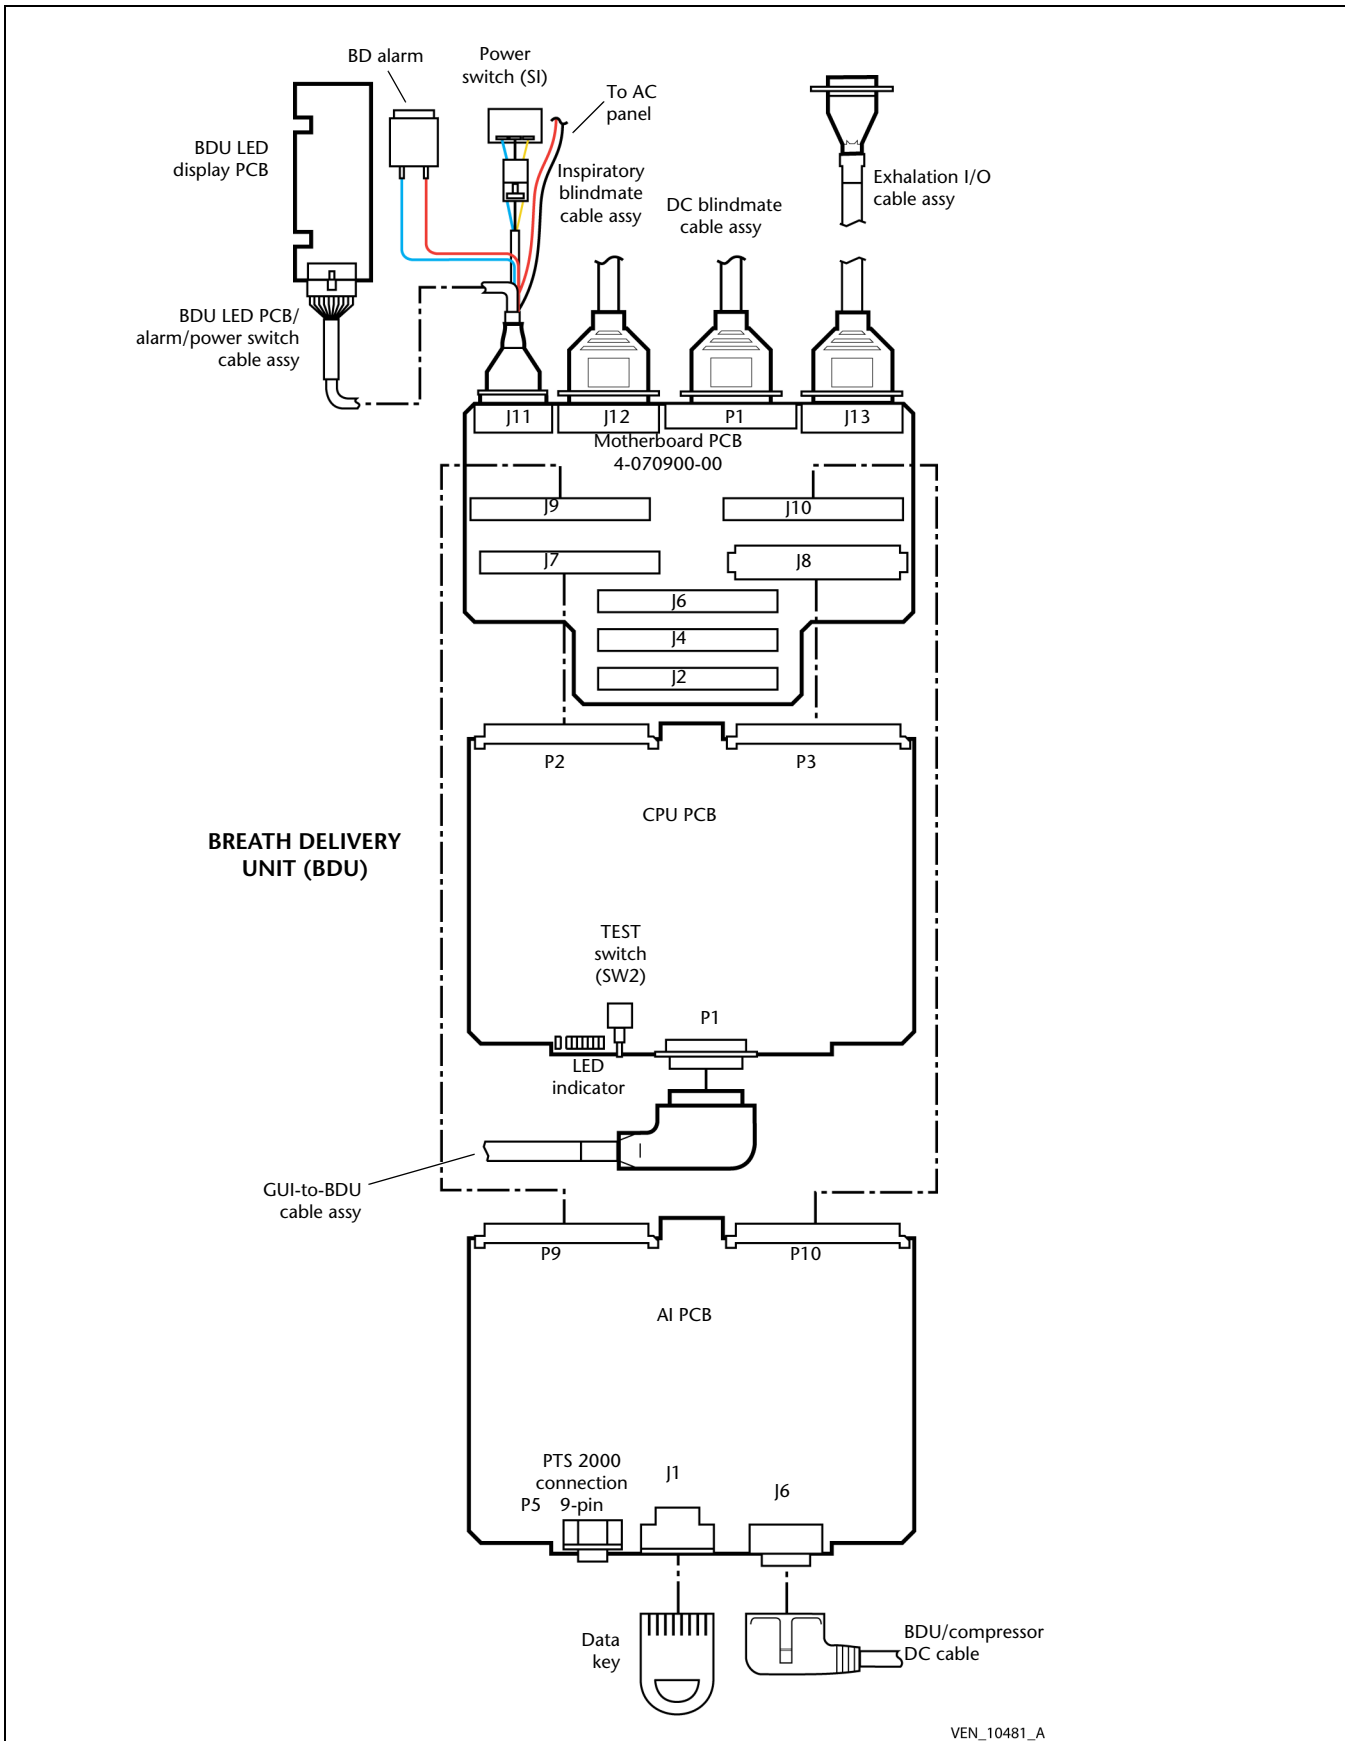 BD alarm
Power
switch (SI)
To AC
panel
BDU LED
display PCB
Inspiratory
blindmate
cable assy
DC blindmate
cable assy
Exhalation I/O
cable assy
BDU LED PCB/
alarm/power switch
cable assy
J11
J12
P1
J13
Motherboard PCB
4-070900-00
J9
J10
J7
J8
J6
J4
J2
P2
P3
CPU PCB
BREATH DELIVERY
UNIT (BDU)
TEST
switch
(SW2)
P1
LED
indicator
GUI-to-BDU
cable assy
P9
P10
AI PCB
PTS 2000
connection
P5 9-pin
J1
J6
Data
key
BDU/compressor
DC cable
VEN_10481_A